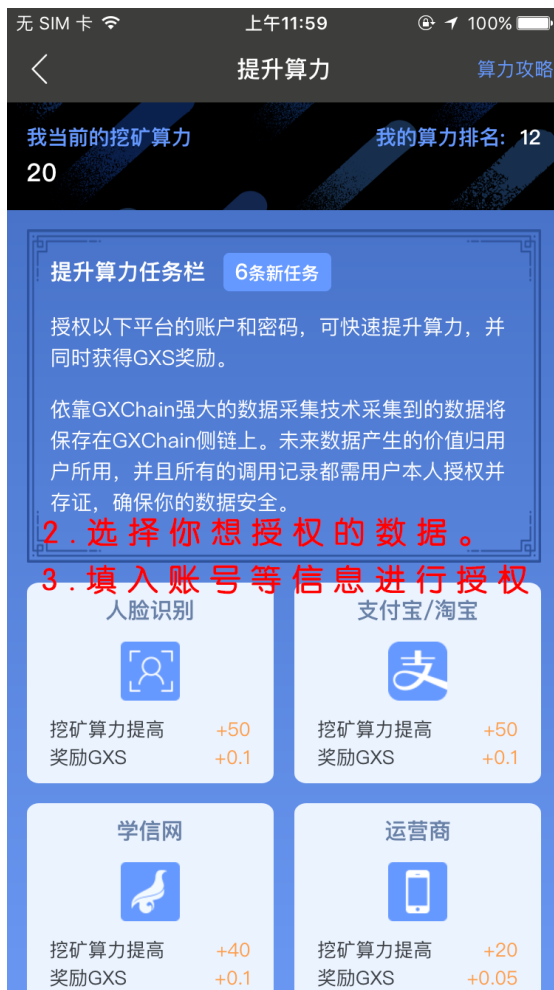 无 SIM 卡 上午11:59 100%
提升算力 算力攻略
我当前的挖矿算力 我的算力排名: 12
20
提升算力任务栏 6条新任务
授权以下平台的账户和密码，可快速提升算力，并
同时获得GXS奖励。
依靠GXChain强大的数据采集技术采集到的数据将
保存在GXChain侧链上。未来数据产生的价值归用
户所用，并且所有的调用记录都需用户本人授权并
存证，确保你的数据安全。
2.选择你想授权的数据。
3.填入账号等信息进行授权
人脸识别 支付宝/淘宝
支
挖矿算力提高 +50 挖矿算力提高 +50
奖励GXS +0.1 奖励GXS +0.1
学信网 运营商
挖矿算力提高 +40 挖矿算力提高 +20
奖励GXS +0.1 奖励GXS +0.05